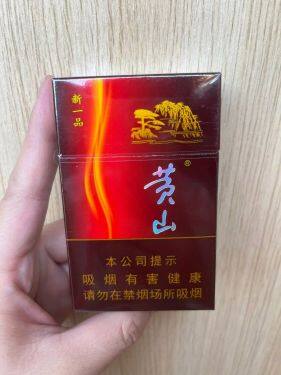 新一品
黄山®
本公司提示
吸烟有害健康
请勿在禁烟场所吸烟